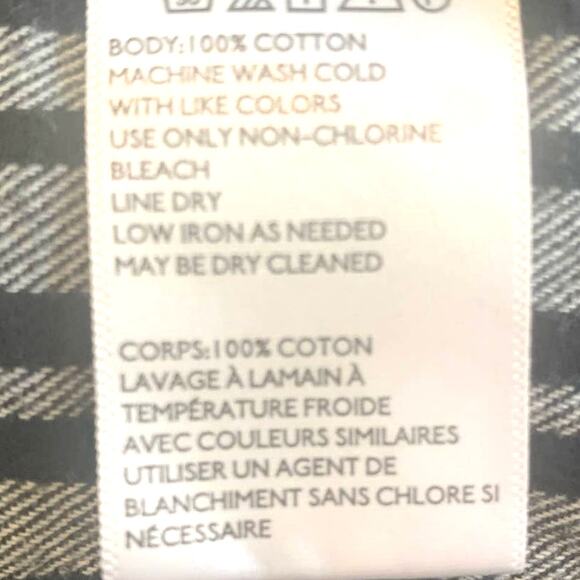 BODY:100% COTTON
MACHINE WASH COLD
WITH LIKE COLORS
USE ONLY NON-CHLORINE
BLEACH
LINE DRY
LOW IRON AS NEEDED
MAY BE DRY CLEANED
CORPS:100% COTON
LAVAGE À LAMAIN À
TEMPÉRATURE FROIDE
AVEC COULEURS SIMILAIRES
UTILISER UN AGENT DE
BLANCHIMENT SANS CHLORE SI
NÉCESSAIRE